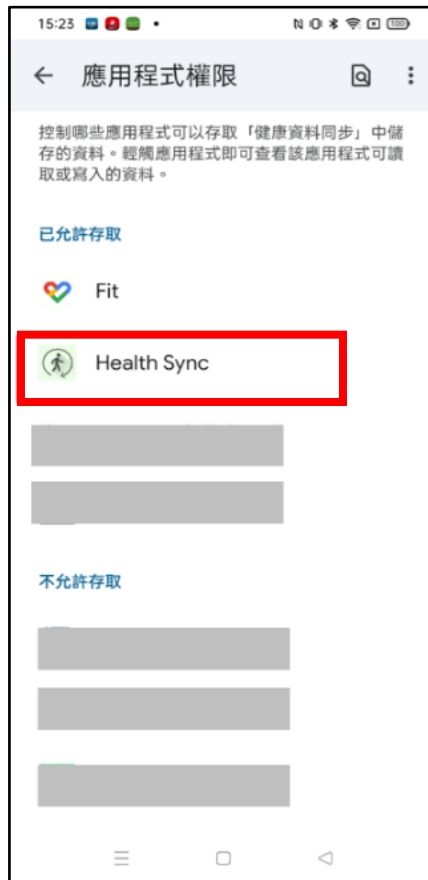 15:23
100
應用程式權限
控制哪些應用程式可以存取「健康資料同步」中儲
存的資料。輕觸應用程式即可查看該應用程式可讀
取或寫入的資料。
已允許存取
Fit
Health Sync
不允許存取